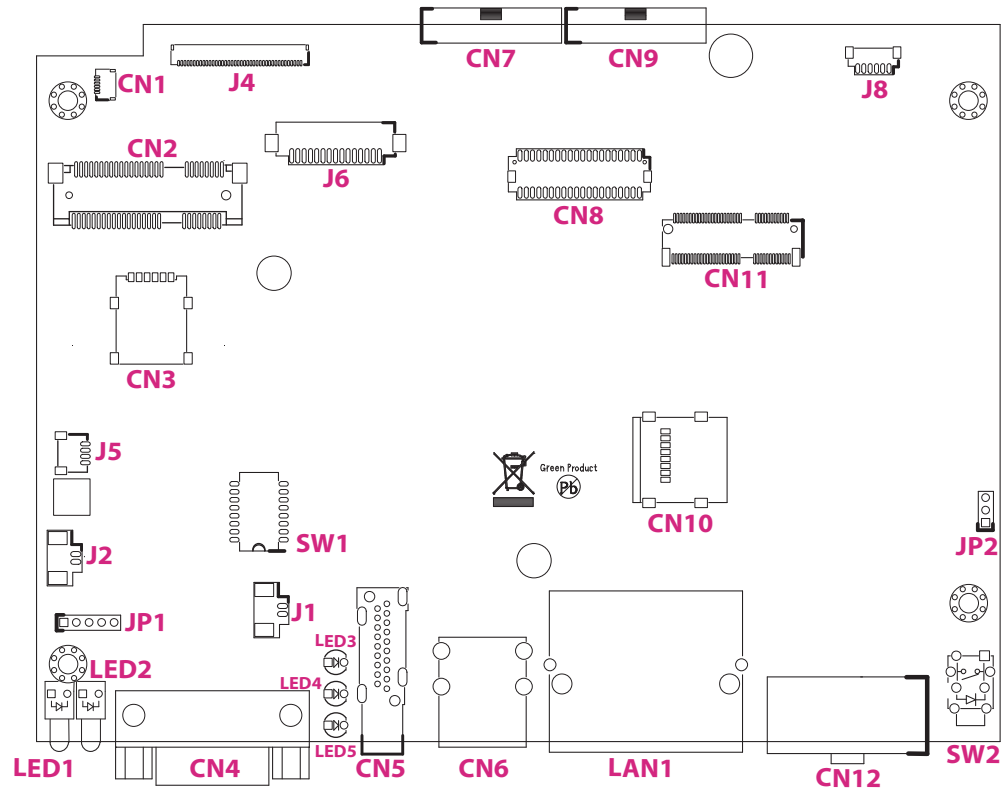 CN7
CN9
CN1
J4
J8
CN2
J6
CN8
CN11
CN3
J5
Green Product
Pb
CN10
SW1
JP2
J2
J1
JP1
LED3
LED2
LED4
LED5
LED1
CN4
CN5
CN6
LAN1
CN12
SW2